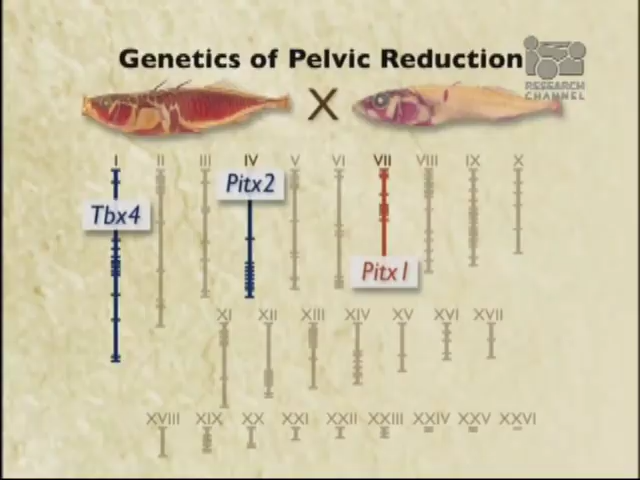 Genetics of Pelvic Reduction
RESEARCH
CHANNEL
X
I II III IV V VI VII VIII IX X
Pitx2
Tbx4
Pitx1
XI XII XIII XIV XV XVI XVII
XVIII XIX XX XXI XXII XXIII XXIV XXV XXVI